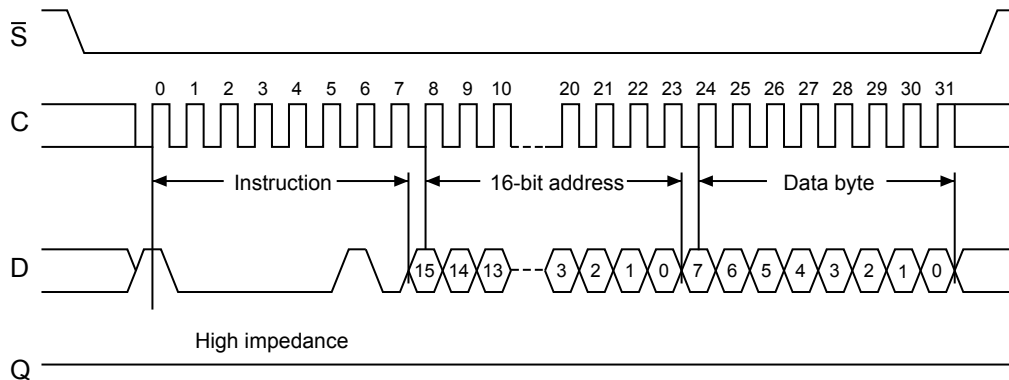 S̅
0 1 2 3 4 5 6 7 8 9 10 20 21 22 23 24 25 26 27 28 29 30 31
C
Instruction 16-bit address Data byte
D 15 14 13 3 2 1 0 7 6 5 4 3 2 1 0
High impedance
Q